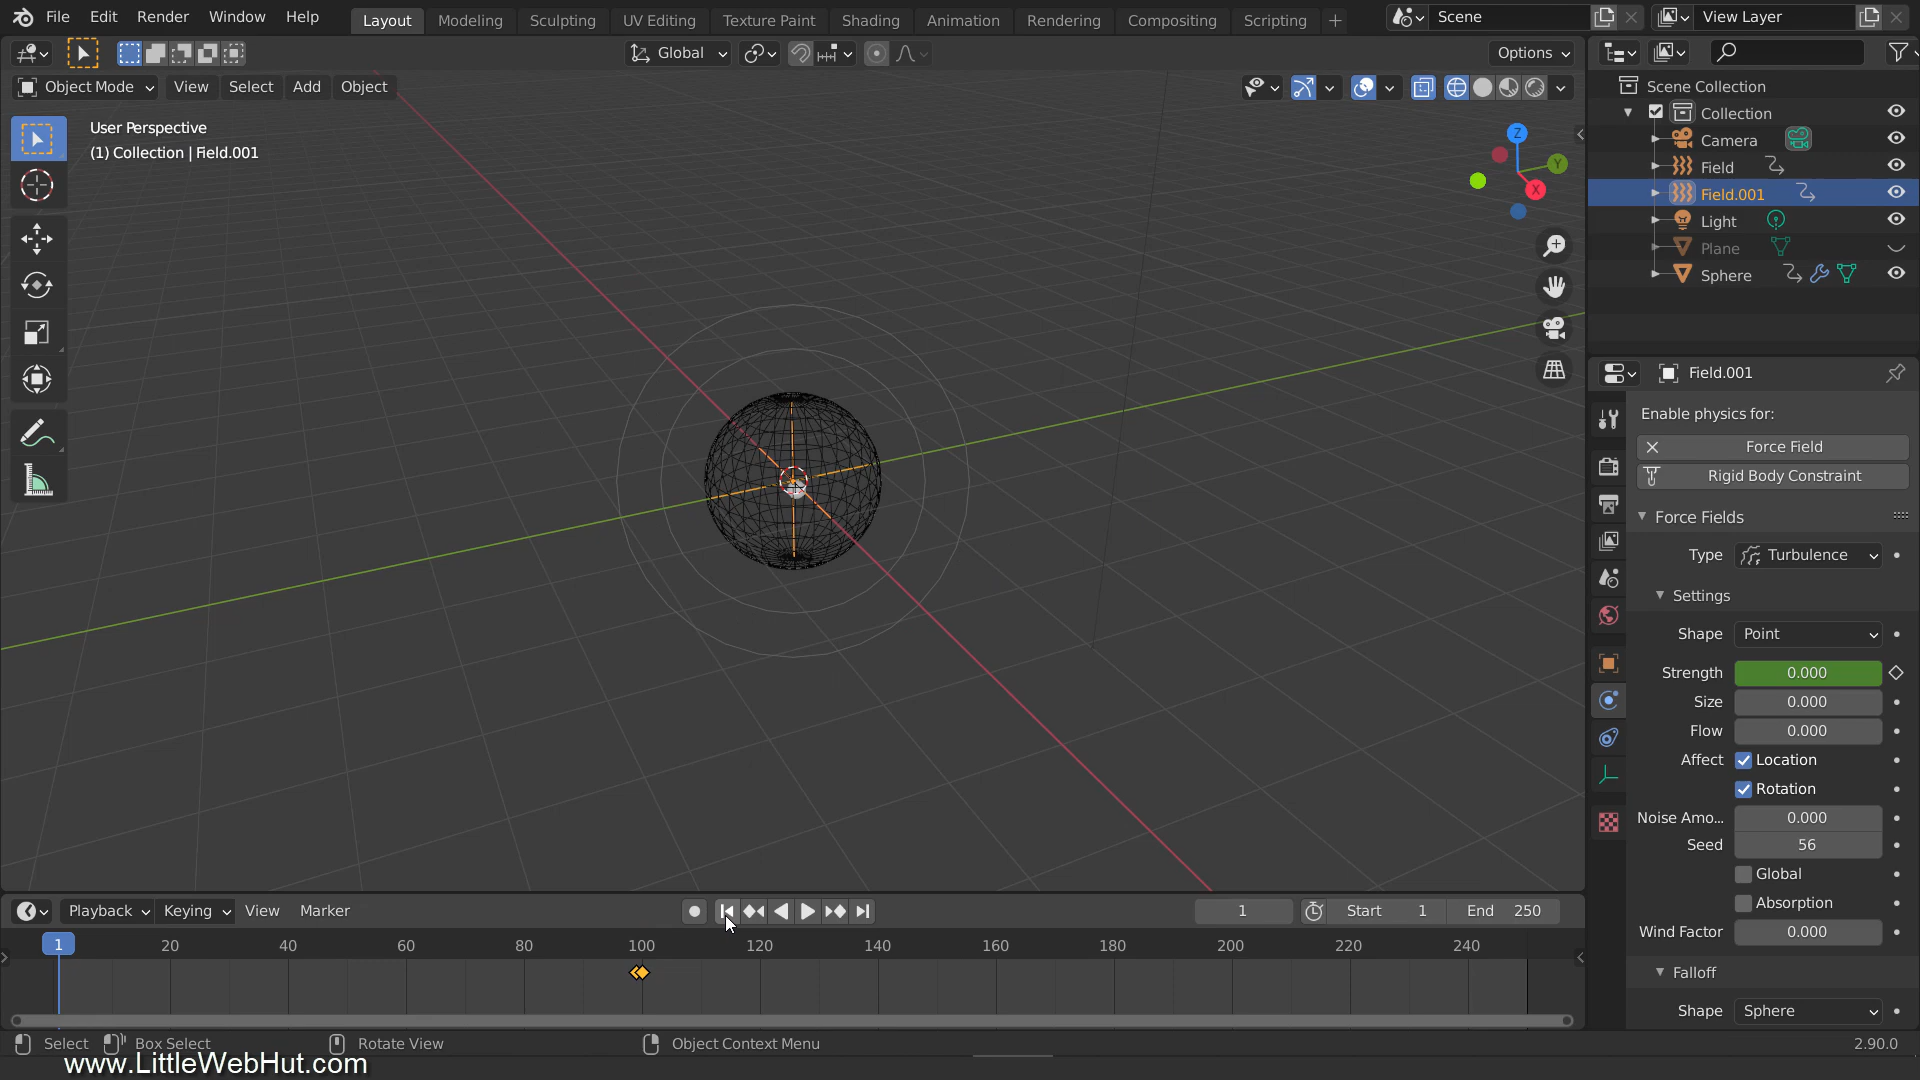 File Edit Render Window Help Layout Modeling Sculpting UV Editing Texture Paint Shading Animation Rendering Compositing Scripting + Scene View Layer
Global Options
Object Mode View Select Add Object
User Perspective
(1) Collection | Field.001
Z
Y
X
Scene Collection
Collection
Camera
Field
Field.001
Light
Plane
Sphere
Field.001
Enable physics for:
Force Field
Rigid Body Constraint
Force Fields
Type Turbulence
Settings
Shape Point
Strength 0.000
Size 0.000
Flow 0.000
Affect Location
Rotation
Noise Amo... 0.000
Seed 56
Global
Absorption
Wind Factor 0.000
Falloff
Shape Sphere
Playback Keying View Marker 1 Start 1 End 250
1 20 40 60 80 100 120 140 160 180 200 220 240
Select Box Select Rotate View Object Context Menu 2.90.0
www.LittleWebHut.com